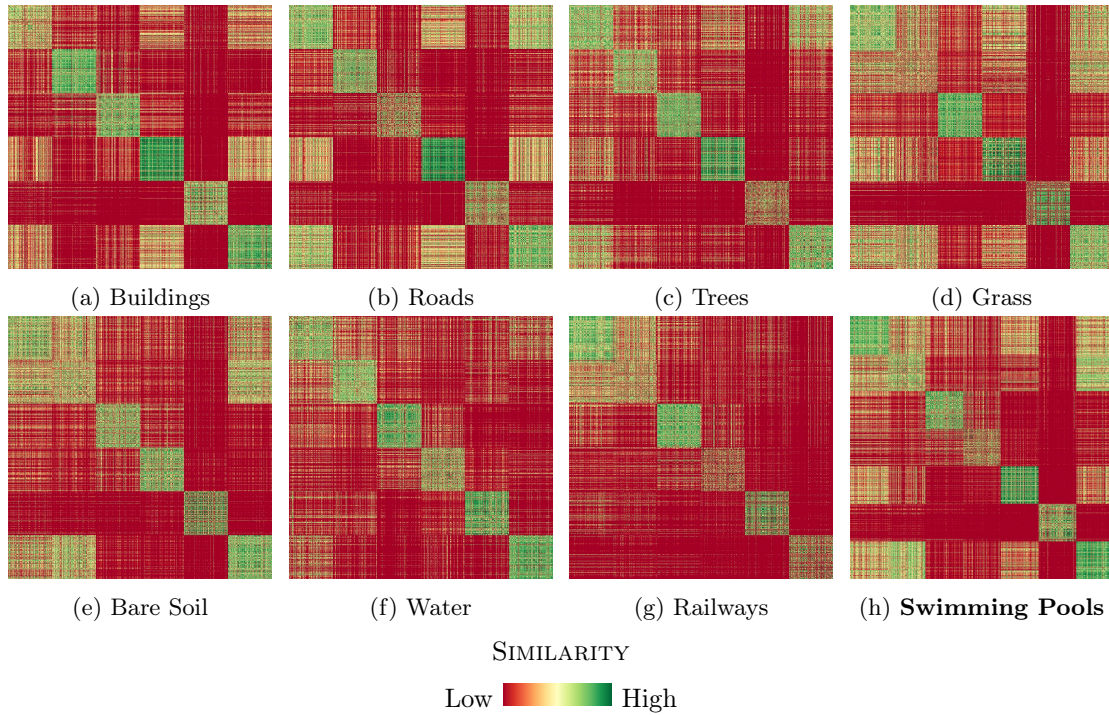 (a) Buildings
(b) Roads
(c) Trees
(d) Grass
(e) Bare Soil
(f) Water
(g) Railways
(h) Swimming Pools
SIMILARITY
Low High